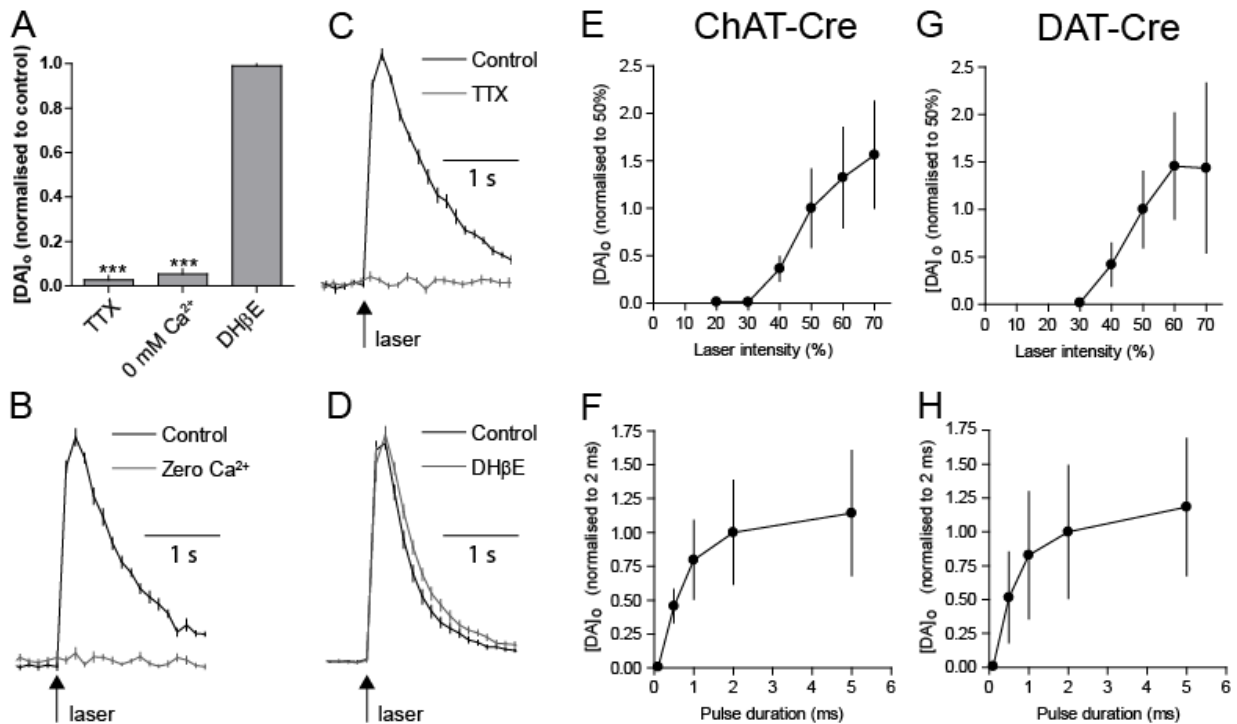 A
[DA]o (normalised to control)
1.0
0.8
0.6
0.4
0.2
0.0
***
***
TTX
0 mM Ca²⁺
DHβE
B
Control
Zero Ca²⁺
1 s
laser
C
Control
TTX
1 s
laser
D
Control
DHβE
1 s
laser
E
ChAT-Cre
[DA]o (normalised to 50%)
2.5
2.0
1.5
1.0
0.5
0.0
0 10 20 30 40 50 60 70
Laser intensity (%)
F
[DA]o (normalised to 2 ms)
1.75
1.50
1.25
1.00
0.75
0.50
0.25
0.00
0 1 2 3 4 5 6
Pulse duration (ms)
G
DAT-Cre
[DA]o (normalised to 50%)
2.5
2.0
1.5
1.0
0.5
0.0
0 10 20 30 40 50 60 70
Laser intensity (%)
H
[DA]o (normalised to 2 ms)
1.75
1.50
1.25
1.00
0.75
0.50
0.25
0.00
0 1 2 3 4 5 6
Pulse duration (ms)